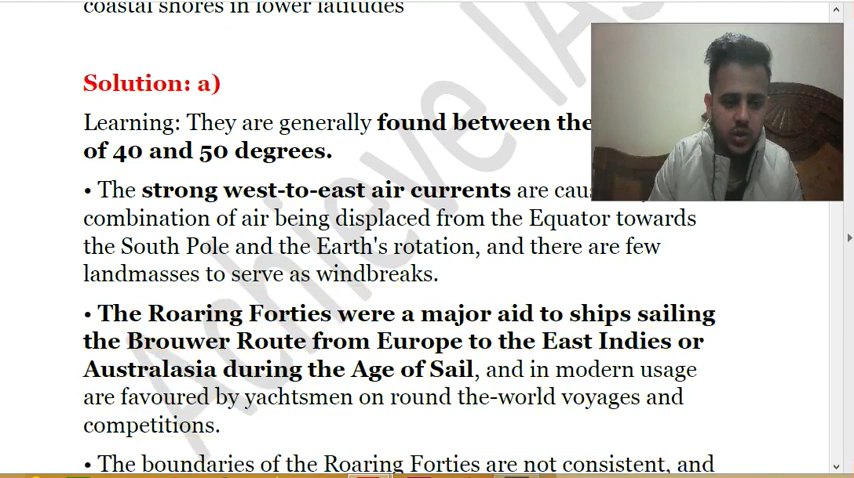 coastal shores in lower latitudes
Solution: a)
Learning: They are generally found between the
of 40 and 50 degrees.
• The strong west-to-east air currents are
combination of air being displaced from the Equator towards
the South Pole and the Earth's rotation, and there are few
landmasses to serve as windbreaks.
• The Roaring Forties were a major aid to ships sailing
the Brouwer Route from Europe to the East Indies or
Australasia during the Age of Sail, and in modern usage
are favoured by yachtsmen on round the-world voyages and
competitions.
• The boundaries of the Roaring Forties are not consistent, and
Achieve IAS